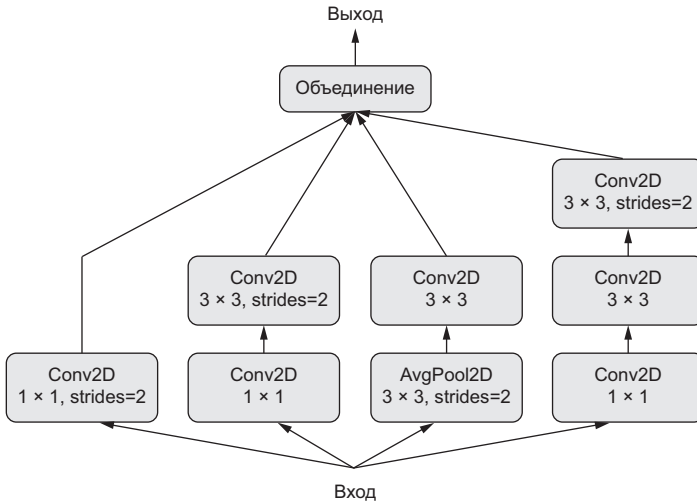 Выход
Объединение
Conv2D
3 × 3, strides=2
Conv2D
3 × 3, strides=2
Conv2D
3 × 3
Conv2D
3 × 3
Conv2D
1 × 1, strides=2
Conv2D
1 × 1
AvgPool2D
3 × 3, strides=2
Conv2D
1 × 1
Вход